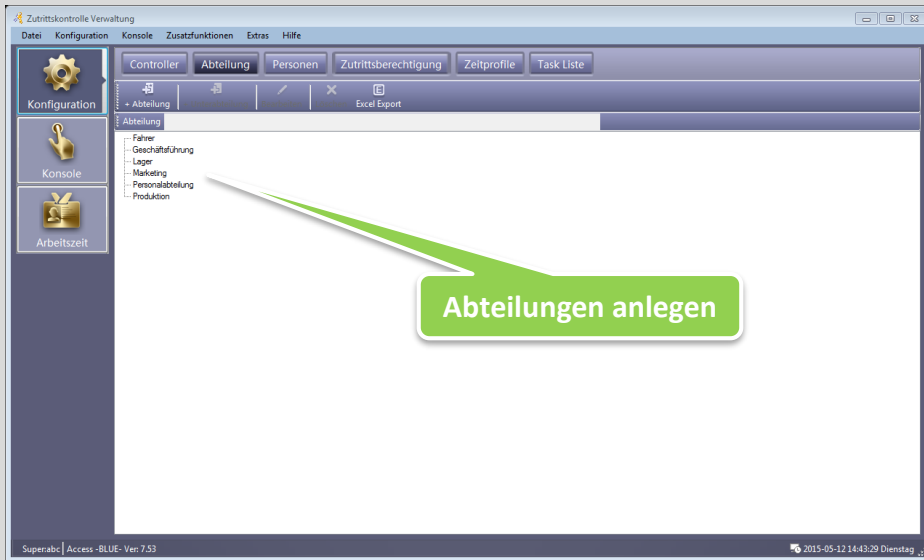 Zutrittskontrolle Verwaltung
Datei Konfiguration Konsole Zusatzfunktionen Extras Hilfe
Konfiguration
Konsole
Arbeitszeit
Controller Abteilung Personen Zutrittsberechtigung Zeitprofile Task Liste
+ Abteilung Excel Export
Abteilung
Fahrer
Geschäftsführung
Lager
Marketing
Personalabteilung
Produktion
Abteilungen anlegen
Super:abc Access -BLUE- Ver: 7.53 2015-05-12 14:43:29 Dienstag